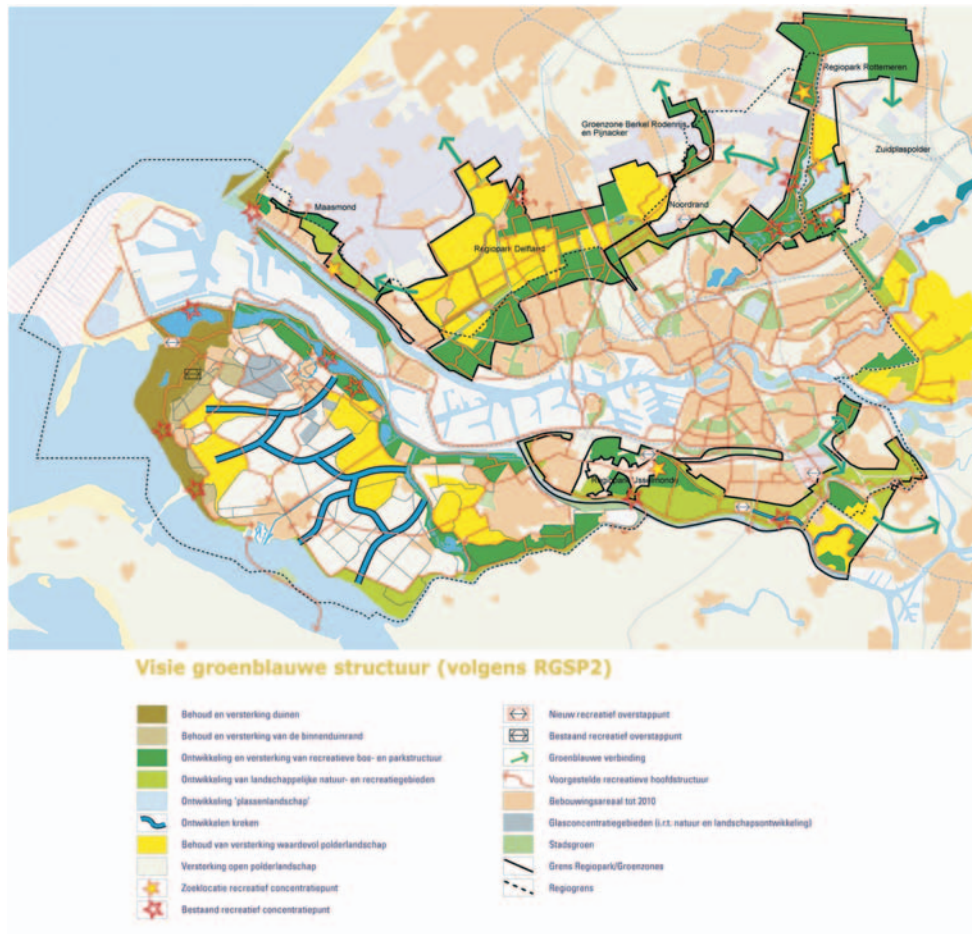 Regiopark Rottemeren
Groenzone Berkel Rodenrijs
en Pijnacker
Zuidplaspolder
Maasmond
Noordrand
Regiopark Delfland
Regiopark IJsselmonde
Visie groenblauwe structuur (volgens RGSP2)
Behoud en versterking duinen
Behoud en versterking van de binnenduinrand
Ontwikkeling en versterking van recreatieve bos- en parkstructuur
Ontwikkeling van landschappelijke natuur- en recreatiegebieden
Ontwikkeling 'plassenlandschap'
Ontwikkelen kreken
Behoud van versterking waardevol polderlandschap
Versterking open polderlandschap
Zoeklocatie recreatief concentratiepunt
Bestaand recreatief concentratiepunt
Nieuw recreatief overstappunt
Bestaand recreatief overstappunt
Groenblauwe verbinding
Voorgestelde recreatieve hoofdstructuur
Bebouwingsareaal tot 2010
Glasconcentratiegebieden (i.r.t. natuur en landschapsontwikkeling)
Stadsgroen
Grens Regiopark/Groenzones
Regiogrens